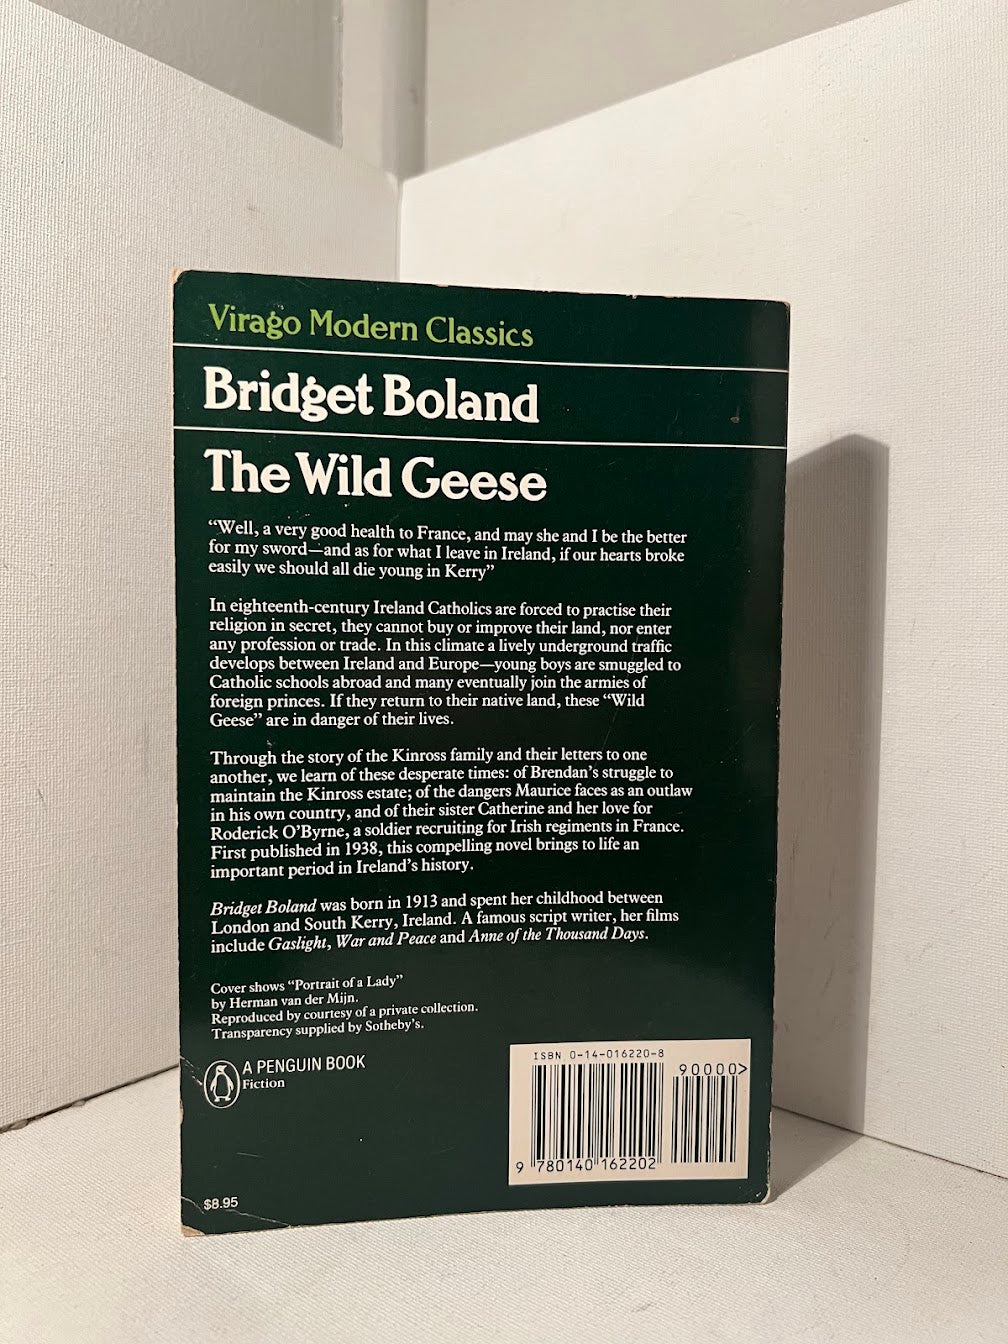 Virago Modern Classics
Bridget Boland
The Wild Geese
“Well, a very good health to France, and may she and I be the better
for my sword—and as for what I leave in Ireland, if our hearts broke
easily we should all die young in Kerry”
In eighteenth-century Ireland Catholics are forced to practise their
religion in secret, they cannot buy or improve their land, nor enter
any profession or trade. In this climate a lively underground traffic
develops between Ireland and Europe—young boys are smuggled to
Catholic schools abroad and many eventually join the armies of
foreign princes. If they return to their native land, these “Wild
Geese” are in danger of their lives.
Through the story of the Kinross family and their letters to one
another, we learn of these desperate times: of Brendan’s struggle to
maintain the Kinross estate; of the dangers Maurice faces as an outlaw
in his own country, and of their sister Catherine and her love for
Roderick O’Byrne, a soldier recruiting for Irish regiments in France.
First published in 1938, this compelling novel brings to life an
important period in Ireland’s history.
Bridget Boland was born in 1913 and spent her childhood between
London and South Kerry, Ireland. A famous script writer, her films
include Gaslight, War and Peace and Anne of the Thousand Days.
Cover shows “Portrait of a Lady”
by Herman van der Mijn.
Reproduced by courtesy of a private collection.
Transparency supplied by Sotheby’s.
A PENGUIN BOOK
Fiction
ISBN 0-14-016220-8
90000>
9 780140 162202
$8.95